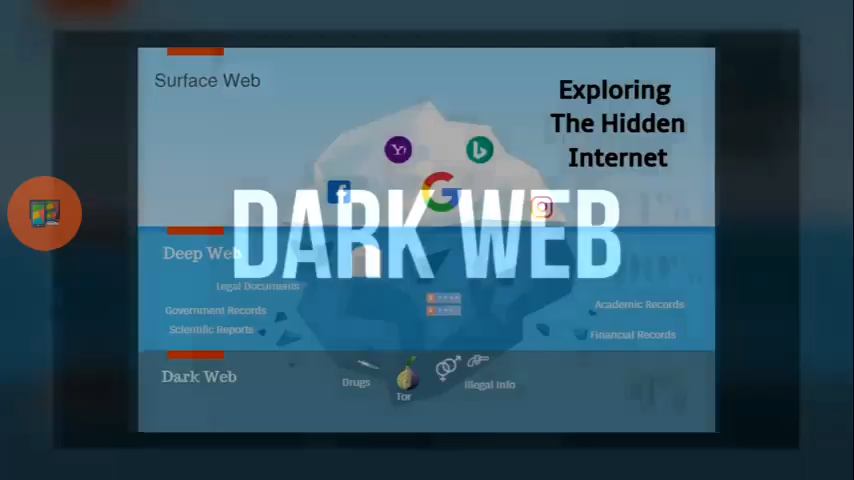 Surface Web
Exploring
The Hidden
Internet
DARK WEB
Deep Web
Legal Documents
Government Records
Scientific Reports
Academic Records
Financial Records
Dark Web
Drugs
Tor
Illegal Info